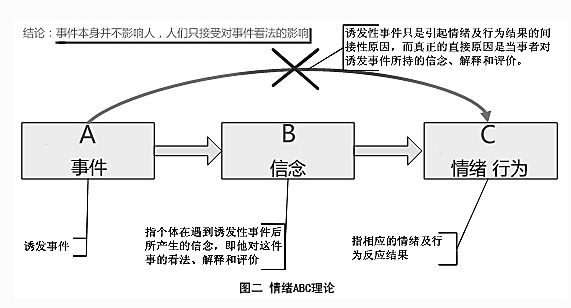 结论：事件本身并不影响人，人们只接受对事件看法的影响
诱发性事件只是引起情绪及行为结果的间
接性原因，而真正的直接原因是当事者对
诱发事件所持的信念、解释和评价。
A
事件
B
信念
C
情绪 行为
诱发事件
指个体在遇到诱发性事件后
所产生的信念，即他对这件
事的看法、解释和评价
指相应的情绪及行
为反应结果
图二 情绪ABC理论